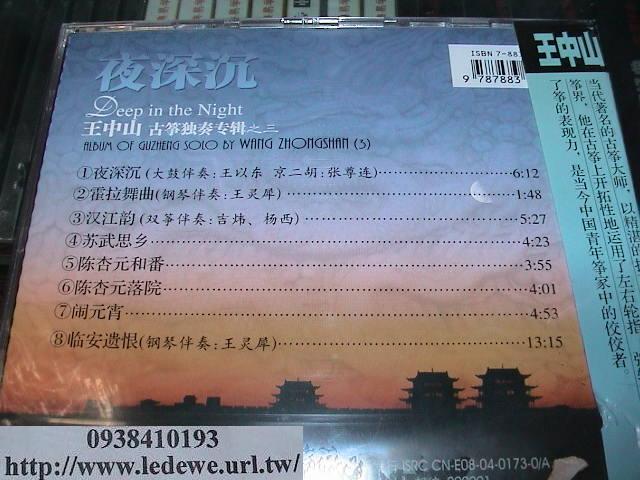 夜深沉
Deep in the Night
王中山 古筝独奏专辑之三
ALBUM OF GUZHENG SOLO BY WANG ZHONGSHAN (3)
①夜深沉(大鼓伴奏:王以东 京二胡:张尊连)……6:12
②霍拉舞曲(钢琴伴奏:王灵犀)……1:48
③汉江韵(双筝伴奏:吉炜、杨西)……5:27
④苏武思乡……4:23
⑤陈杏元和番……3:55
⑥陈杏元落院……4:01
⑦闹元宵……4:53
⑧临安遗恨(钢琴伴奏:王灵犀)……13:15
ISBN 7-88
9 787883
王中山
当代著名的古筝大师，以精湛的
筝界，他在古筝上开拓性地运用了左右轮指、
了筝的表现力，是当今中国青年筝家中的佼佼者
ISRC CN-E08-04-0173-0/A
0938410193
http://www.ledewe.url.tw/